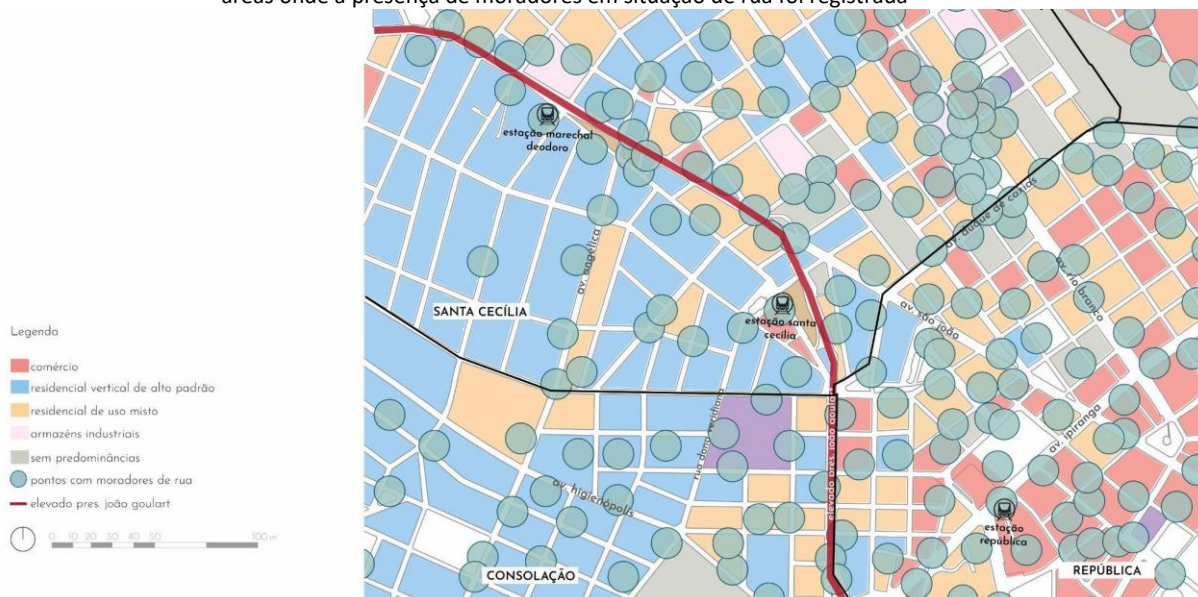 áreas onde a presença de moradores em situação de rua foi registrada
estação marechal
deodoro
av. angélica
SANTA CECÍLIA
estação santa
cecília
av. duque de caxias
av. rio branco
av. são joão
av. ipiranga
rua dona veridiana
elevado pres. joão goulart
av. higienópolis
estação
república
CONSOLAÇÃO
REPÚBLICA
Legenda
comércio
residencial vertical de alto padrão
residencial de uso misto
armazéns industriais
sem predominâncias
pontos com moradores de rua
elevado pres. joão goulart
0 10 20 30 40 50 100 m